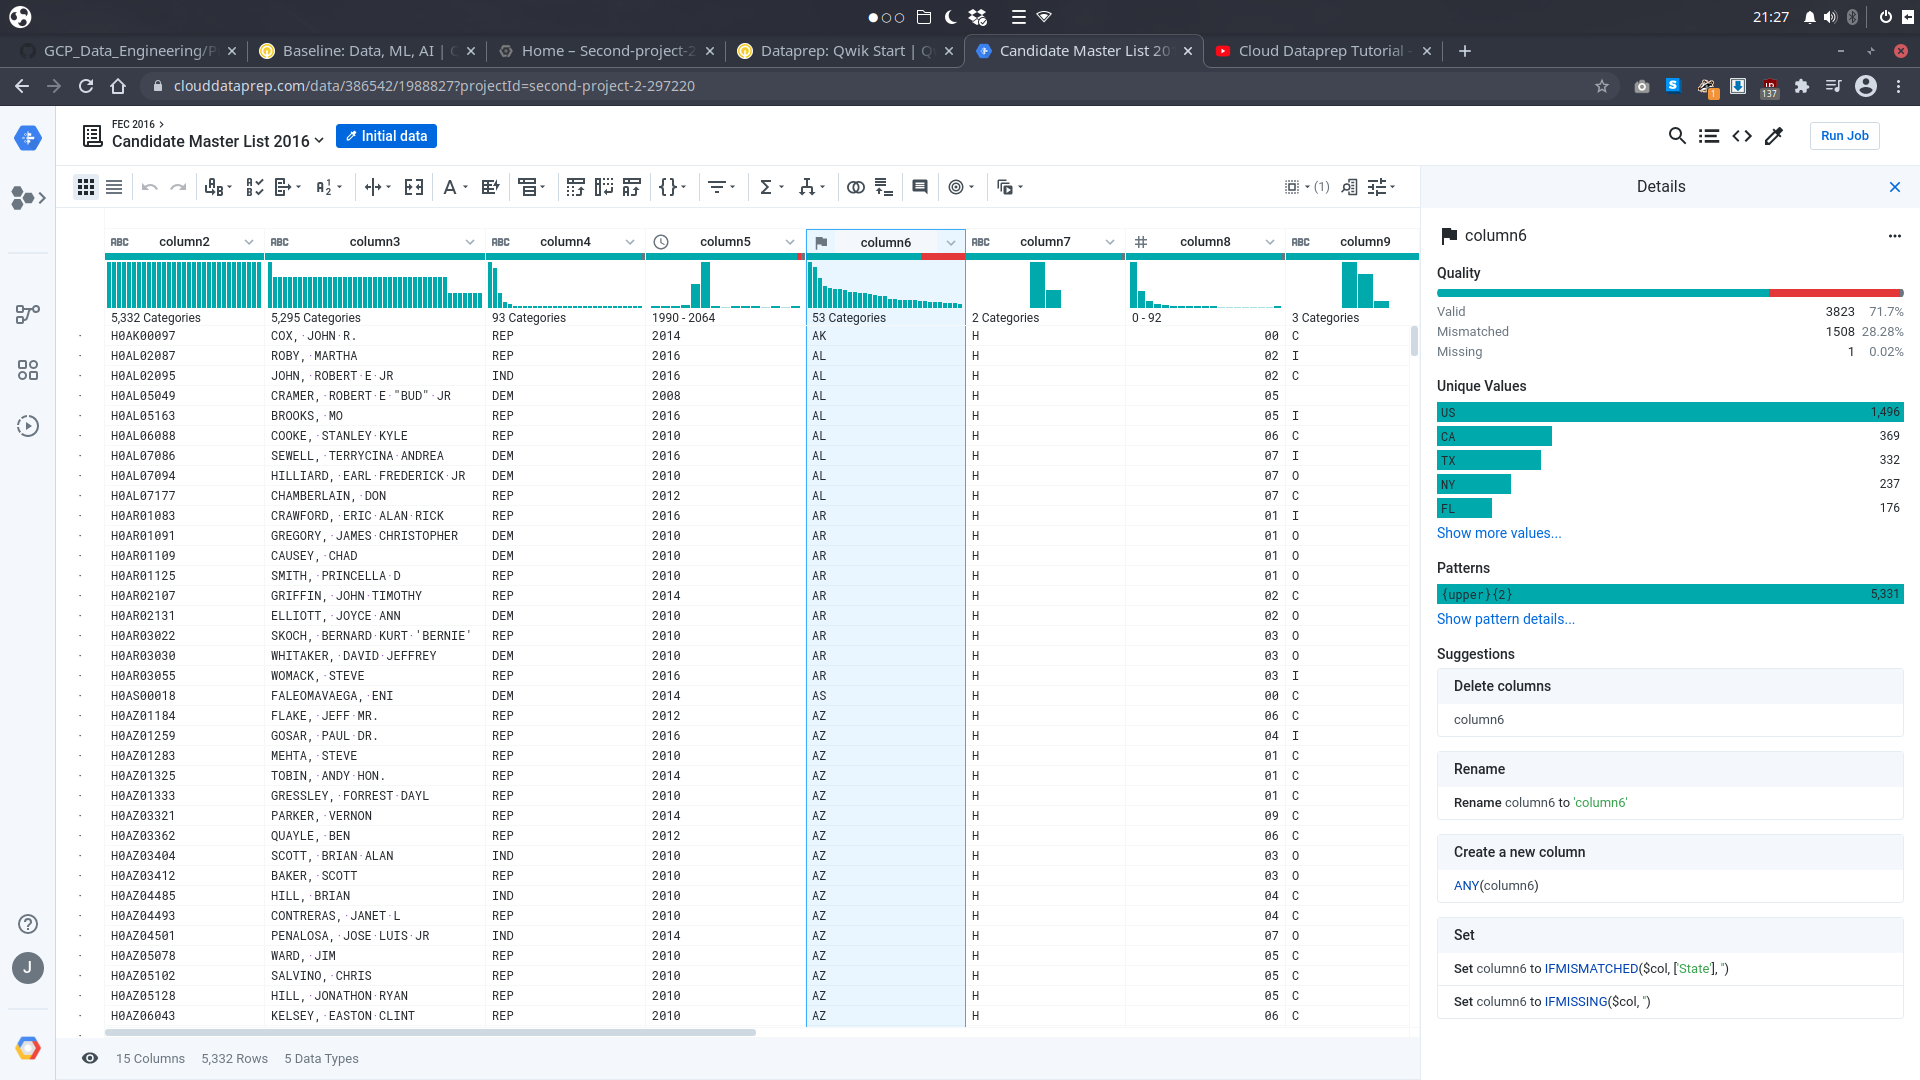 21:27
GCP_Data_Engineering/P
Baseline: Data, ML, AI |
Home – Second-project-2
Dataprep: Qwik Start | Q
Candidate Master List 20
Cloud Dataprep Tutorial
clouddataprep.com/data/386542/1988827?projectId=second-project-2-297220
1
137
FEC 2016
Candidate Master List 2016
Initial data
Run Job
(1)
Details
ABC column2 ABC column3 ABC column4 column5 column6 ABC column7 # column8 ABC column9
5,332 Categories 5,295 Categories 93 Categories 1990 - 2064 53 Categories 2 Categories 0 - 92 3 Categories
H0AK00097 COX, JOHN R. REP 2014 AK H 00 C
H0AL02087 ROBY, MARTHA REP 2016 AL H 02 I
H0AL02095 JOHN, ROBERT E JR IND 2016 AL H 02 C
H0AL05049 CRAMER, ROBERT E "BUD" JR DEM 2008 AL H 05
H0AL05163 BROOKS, MO REP 2016 AL H 05 I
H0AL06088 COOKE, STANLEY KYLE REP 2010 AL H 06 C
H0AL07086 SEWELL, TERRYCINA ANDREA DEM 2016 AL H 07 I
H0AL07094 HILLIARD, EARL FREDERICK JR DEM 2010 AL H 07 O
H0AL07177 CHAMBERLAIN, DON REP 2012 AL H 07 C
H0AR01083 CRAWFORD, ERIC ALAN RICK REP 2016 AR H 01 I
H0AR01091 GREGORY, JAMES CHRISTOPHER DEM 2010 AR H 01 O
H0AR01109 CAUSEY, CHAD DEM 2010 AR H 01 O
H0AR01125 SMITH, PRINCELLA D REP 2010 AR H 01 O
H0AR02107 GRIFFIN, JOHN TIMOTHY REP 2014 AR H 02 C
H0AR02131 ELLIOTT, JOYCE ANN DEM 2010 AR H 02 O
H0AR03022 SKOCH, BERNARD KURT 'BERNIE' REP 2010 AR H 03 O
H0AR03030 WHITAKER, DAVID JEFFREY DEM 2010 AR H 03 O
H0AR03055 WOMACK, STEVE REP 2016 AR H 03 I
H0AS00018 FALEOMAVAEGA, ENI DEM 2014 AS H 00 C
H0AZ01184 FLAKE, JEFF MR. REP 2012 AZ H 06 C
H0AZ01259 GOSAR, PAUL DR. REP 2016 AZ H 04 I
H0AZ01283 MEHTA, STEVE REP 2010 AZ H 01 C
H0AZ01325 TOBIN, ANDY HON. REP 2014 AZ H 01 C
H0AZ01333 GRESSLEY, FORREST DAYL REP 2010 AZ H 01 C
H0AZ03321 PARKER, VERNON REP 2014 AZ H 09 C
H0AZ03362 QUAYLE, BEN REP 2012 AZ H 06 C
H0AZ03404 SCOTT, BRIAN ALAN IND 2010 AZ H 03 O
H0AZ03412 BAKER, SCOTT REP 2010 AZ H 03 O
H0AZ04485 HILL, BRIAN IND 2010 AZ H 04 C
H0AZ04493 CONTRERAS, JANET L REP 2010 AZ H 04 C
H0AZ04501 PENALOSA, JOSE LUIS JR IND 2014 AZ H 07 O
H0AZ05078 WARD, JIM REP 2010 AZ H 05 C
H0AZ05102 SALVINO, CHRIS REP 2010 AZ H 05 C
H0AZ05128 HILL, JONATHON RYAN REP 2010 AZ H 05 C
H0AZ06043 KELSEY, EASTON CLINT REP 2010 AZ H 06 C
J
15 Columns 5,332 Rows 5 Data Types
column6
Quality
Valid 3823 71.7%
Mismatched 1508 28.28%
Missing 1 0.02%
Unique Values
US 1,496
CA 369
TX 332
NY 237
FL 176
Show more values...
Patterns
{upper}{2} 5,331
Show pattern details...
Suggestions
Delete columns
column6
Rename
Rename column6 to 'column6'
Create a new column
ANY(column6)
Set
Set column6 to IFMISMATCHED($col, ['State'], '')
Set column6 to IFMISSING($col, '')